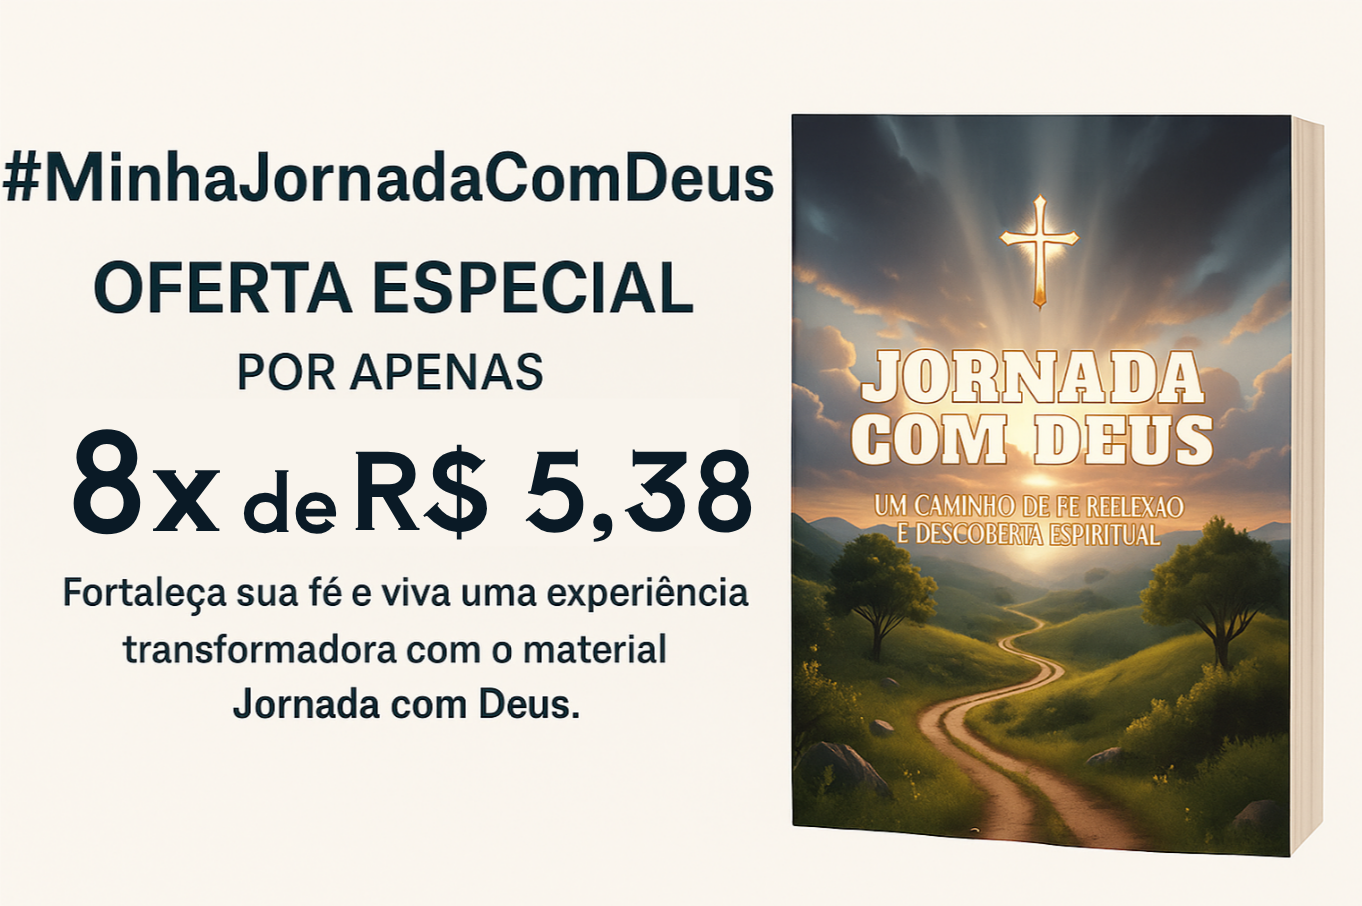 #MinhaJornadaComDeus
OFERTA ESPECIAL
POR APENAS
8x de R$ 5,38
Fortaleça sua fé e viva uma experiência
transformadora com o material
Jornada com Deus.
JORNADA
COM DEUS
UM CAMINHO DE FE REELEXAO
E DESCOBERTA ESPIRITUAL